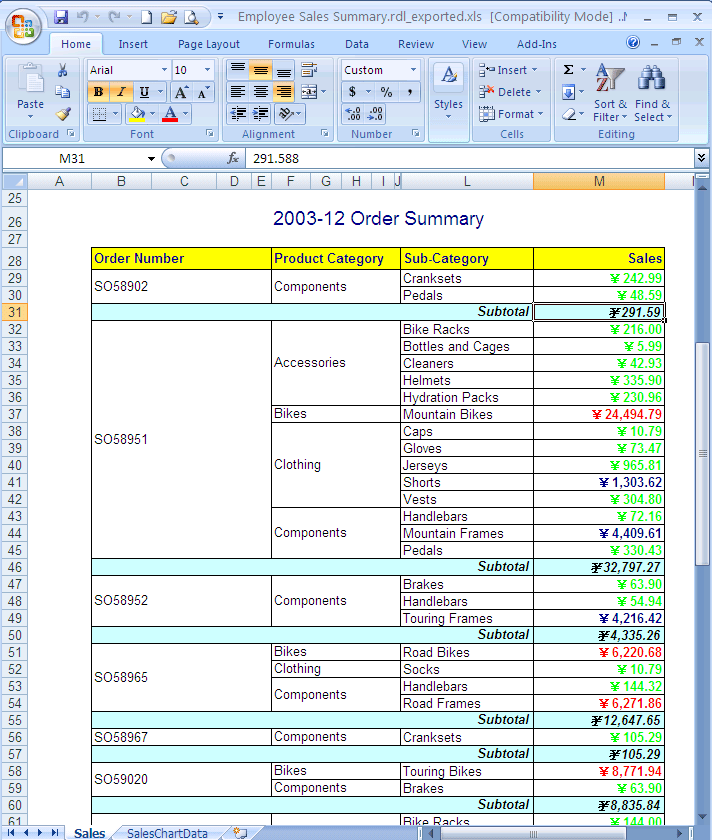 Employee Sales Summary.rdl_exported.xls [Compatibility Mode]
Home Insert Page Layout Formulas Data Review View Add-Ins
Arial 10 Custom Insert Σ
Paste B I U A A $ % , Styles Delete Sort & Find &
A .00 Format Filter Select
Clipboard Font Alignment Number Cells Editing
M31 fx 291.588
A B C D E F G H I J L M
25
26 2003-12 Order Summary
27
28 Order Number Product Category Sub-Category Sales
29 SO58902 Components Cranksets ¥ 242.99
30 Pedals ¥ 48.59
31 Subtotal ¥291.59
32 SO58951 Accessories Bike Racks ¥ 216.00
33 Bottles and Cages ¥ 5.99
34 Cleaners ¥ 42.93
35 Helmets ¥ 335.90
36 Hydration Packs ¥ 230.96
37 Bikes Mountain Bikes ¥ 24,494.79
38 Clothing Caps ¥ 10.79
39 Gloves ¥ 73.47
40 Jerseys ¥ 965.81
41 Shorts ¥ 1,303.62
42 Vests ¥ 304.80
43 Components Handlebars ¥ 72.16
44 Mountain Frames ¥ 4,409.61
45 Pedals ¥ 330.43
46 Subtotal ¥32,797.27
47 SO58952 Components Brakes ¥ 63.90
48 Handlebars ¥ 54.94
49 Touring Frames ¥ 4,216.42
50 Subtotal ¥4,335.26
51 SO58965 Bikes Road Bikes ¥ 6,220.68
52 Clothing Socks ¥ 10.79
53 Components Handlebars ¥ 144.32
54 Road Frames ¥ 6,271.86
55 Subtotal ¥12,647.65
56 SO58967 Components Cranksets ¥ 105.29
57 Subtotal ¥105.29
58 SO59020 Bikes Touring Bikes ¥ 8,771.94
59 Components Brakes ¥ 63.90
60 Subtotal ¥8,835.84
61 Bike Racks ¥ 144.00
Sales SalesChartData